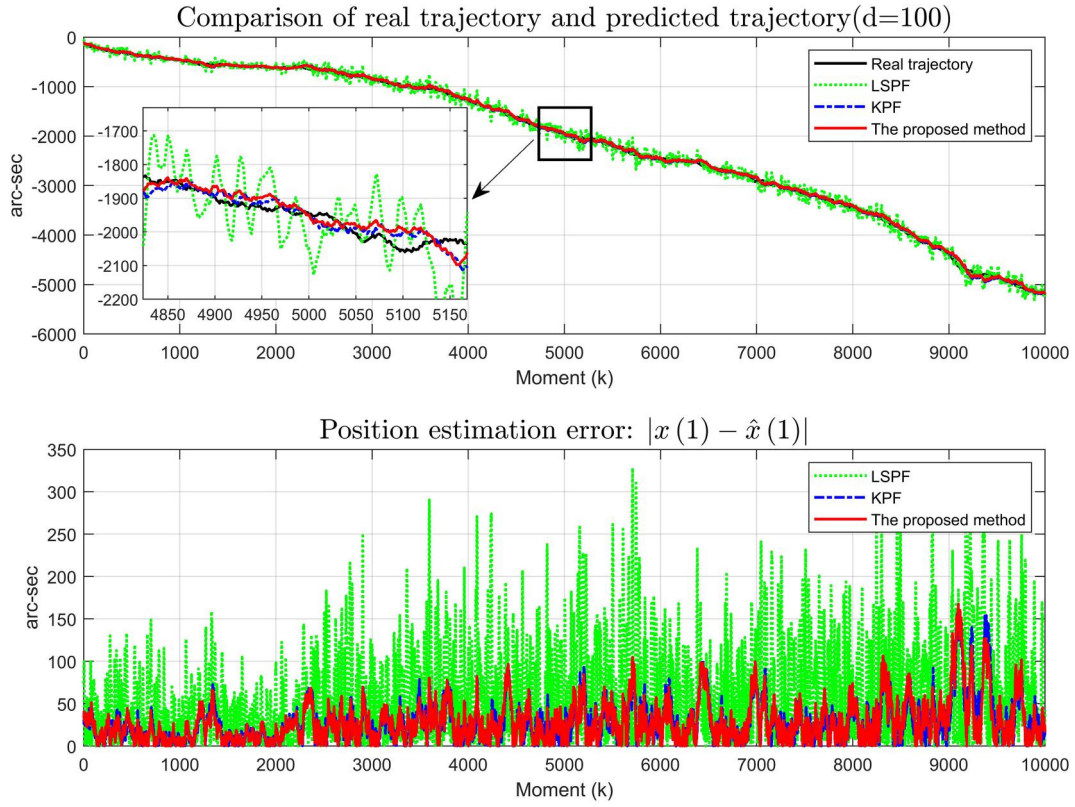 Comparison of real trajectory and predicted trajectory(d=100)
0
-1000
-2000
-3000
-4000
-5000
-6000
arc-sec
Real trajectory
LSPF
KPF
The proposed method
-1700
-1800
-1900
-2000
-2100
-2200
4850 4900 4950 5000 5050 5100 5150
0 1000 2000 3000 4000 5000 6000 7000 8000 9000 10000
Moment (k)
Position estimation error: |x (1) − x̂ (1)|
350
300
250
200
150
100
50
0
arc-sec
LSPF
KPF
The proposed method
0 1000 2000 3000 4000 5000 6000 7000 8000 9000 10000
Moment (k)